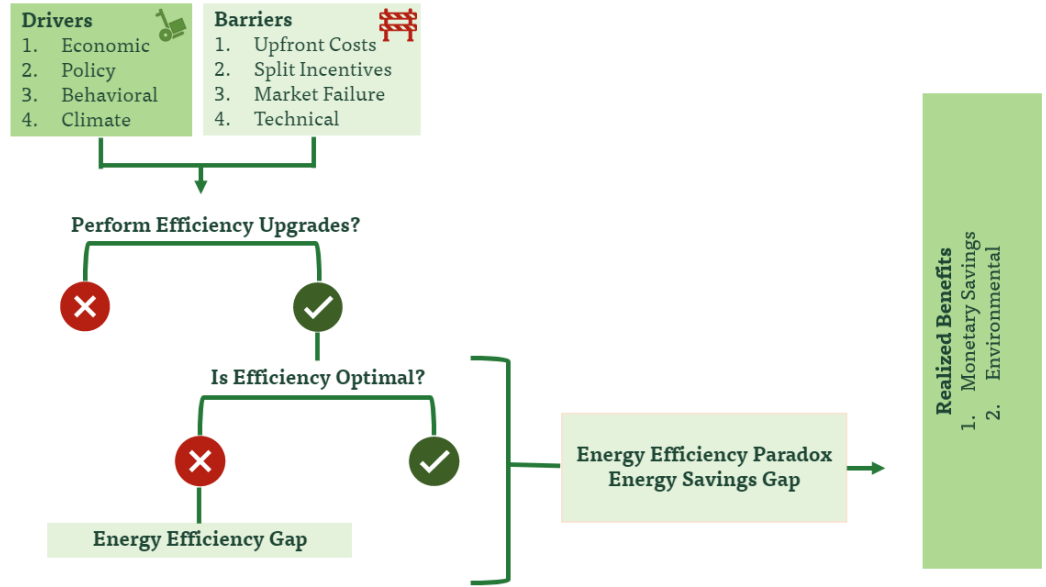 Drivers
1. Economic
2. Policy
3. Behavioral
4. Climate
Barriers
1. Upfront Costs
2. Split Incentives
3. Market Failure
4. Technical
Perform Efficiency Upgrades?
Is Efficiency Optimal?
Energy Efficiency Gap
Energy Efficiency Paradox
Energy Savings Gap
Realized Benefits
1. Monetary Savings
2. Environmental